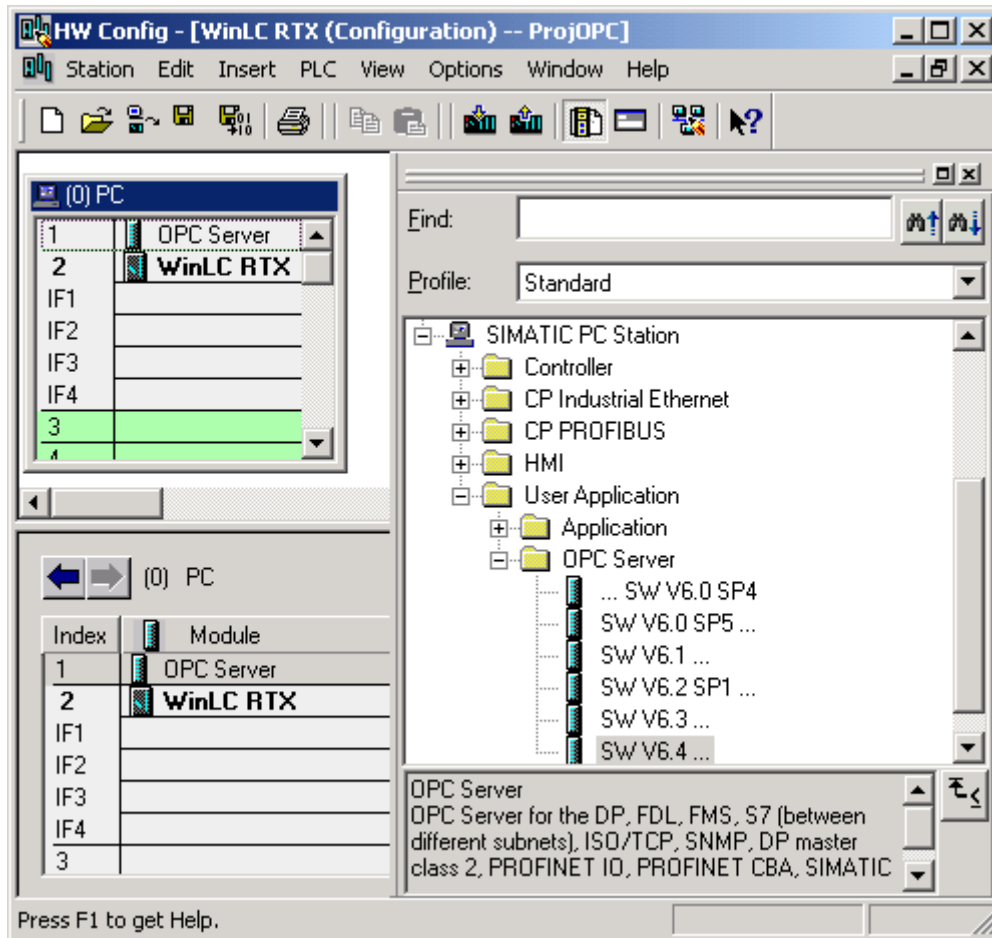 HW Config - [WinLC RTX (Configuration) -- ProjOPC]
Station Edit Insert PLC View Options Window Help
(0) PC
1 OPC Server
2 WinLC RTX
IF1
IF2
IF3
IF4
3
4
Find:
Profile: Standard
SIMATIC PC Station
Controller
CP Industrial Ethernet
CP PROFIBUS
HMI
User Application
Application
OPC Server
... SW V6.0 SP4
SW V6.0 SP5 ...
SW V6.1 ...
SW V6.2 SP1 ...
SW V6.3 ...
SW V6.4 ...
(0) PC
Index Module
1 OPC Server
2 WinLC RTX
IF1
IF2
IF3
IF4
3
OPC Server
OPC Server for the DP, FDL, FMS, S7 (between
different subnets), ISO/TCP, SNMP, DP master
class 2, PROFINET IO, PROFINET CBA, SIMATIC
Press F1 to get Help.